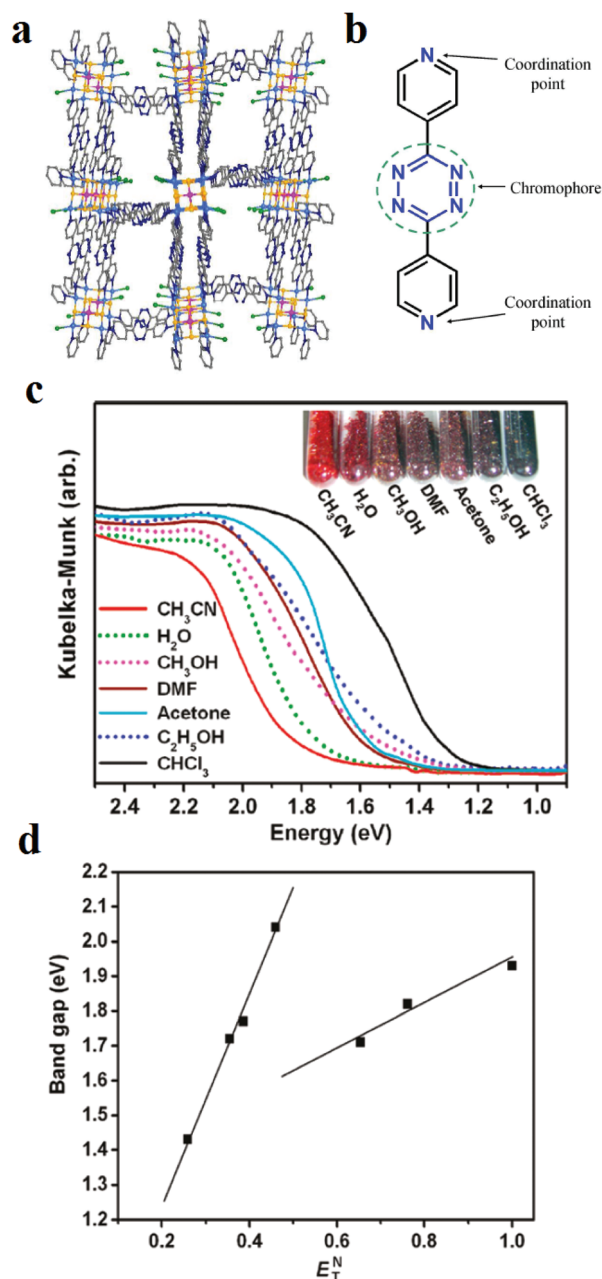 a
b
N
Coordination
point
N
N
Chromophore
N
N
Coordination
point
N
c
CH₃CN
H₂O
CH₃OH
DMF
Acetone
C₂H₅OH
CHCl₃
Kubelka-Munk (arb.)
CH₃CN
H₂O
CH₃OH
DMF
Acetone
C₂H₅OH
CHCl₃
2.4 2.2 2.0 1.8 1.6 1.4 1.2 1.0
Energy (eV)
d
Band gap (eV)
2.2
2.1
2.0
1.9
1.8
1.7
1.6
1.5
1.4
1.3
1.2
0.2 0.4 0.6 0.8 1.0
E_T^N